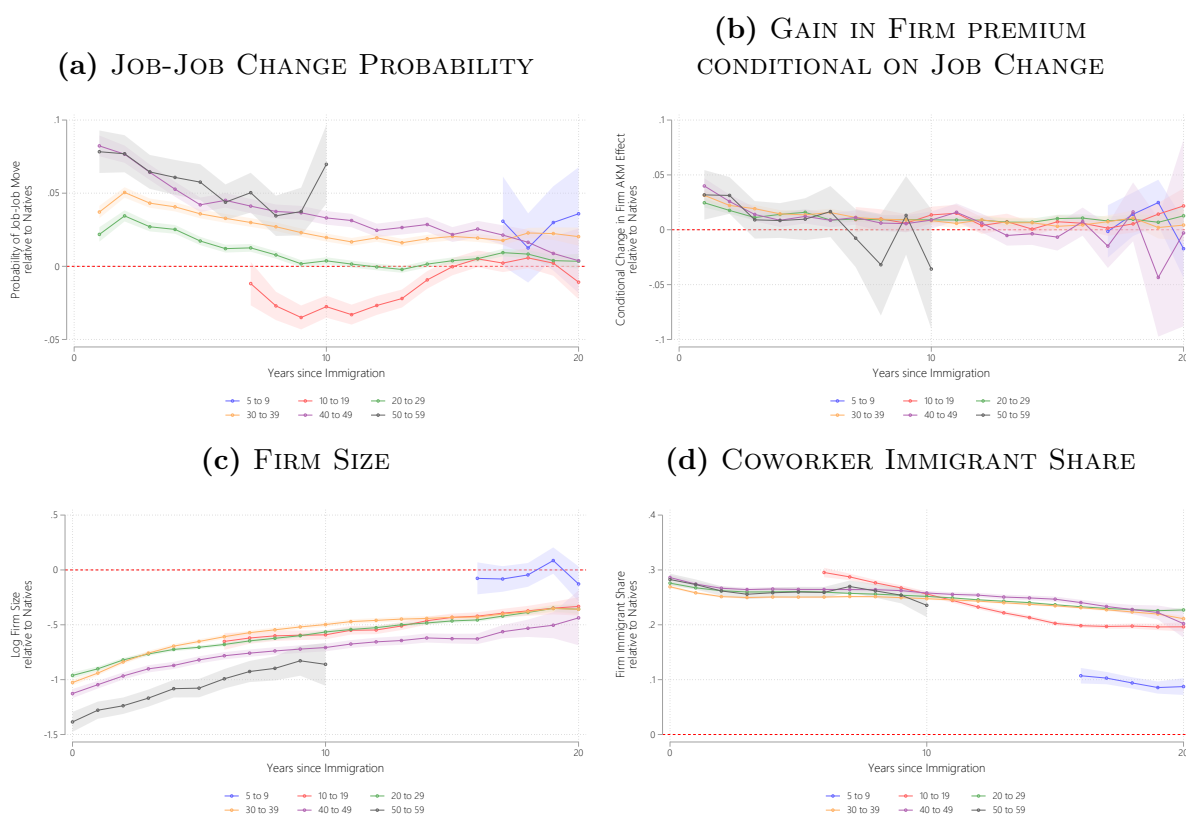 (a) Job-Job Change Probability
.1
.05
0
-.05
Probability of Job-Job Move
relative to Natives
0
10
20
Years since Immigration
5 to 9
10 to 19
20 to 29
30 to 39
40 to 49
50 to 59
(b) Gain in Firm premium
conditional on Job Change
.1
.05
0
-.05
-.1
Conditional Change in Firm AKM Effect
relative to Natives
0
10
20
Years since Immigration
5 to 9
10 to 19
20 to 29
30 to 39
40 to 49
50 to 59
(c) Firm Size
.5
0
-.5
-1
-1.5
Log Firm Size
relative to Natives
0
10
20
Years since Immigration
5 to 9
10 to 19
20 to 29
30 to 39
40 to 49
50 to 59
(d) Coworker Immigrant Share
.4
.3
.2
.1
0
Firm Immigrant Share
relative to Natives
0
10
20
Years since Immigration
5 to 9
10 to 19
20 to 29
30 to 39
40 to 49
50 to 59